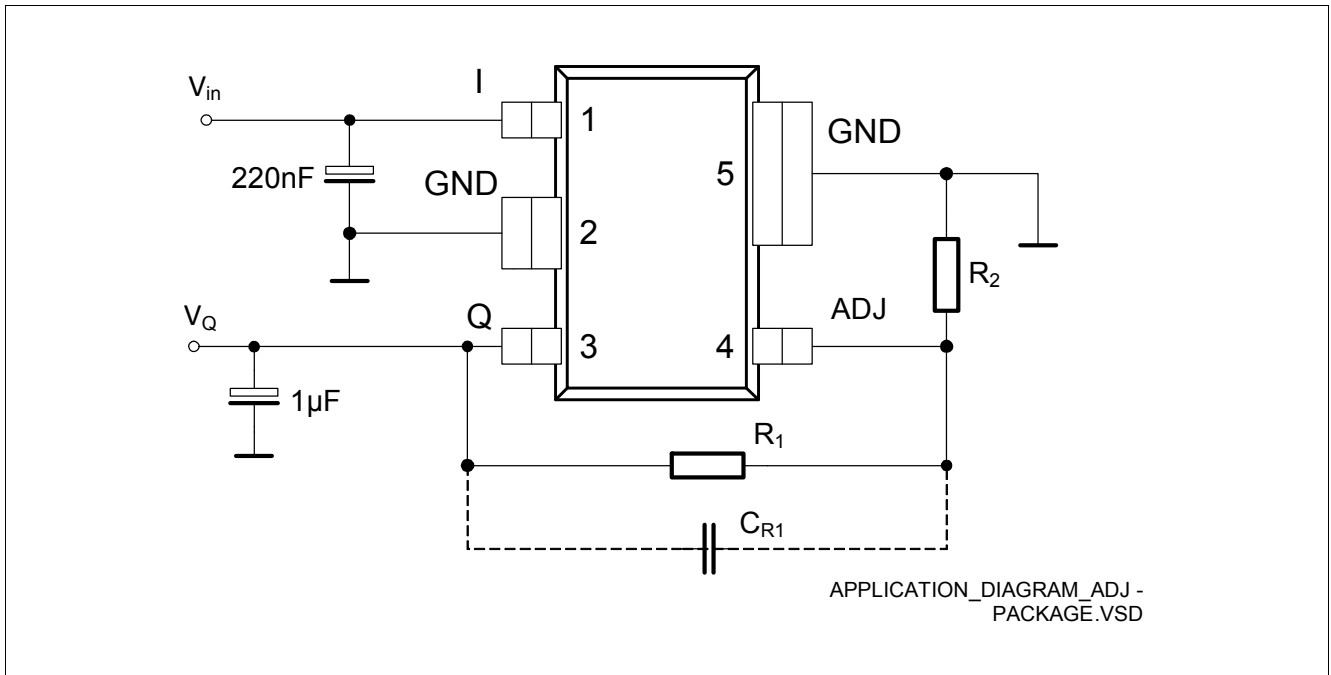 I
V_in
1
GND
220nF
GND
5
2
R_2
V_Q
Q
ADJ
3
4
1µF
R_1
C_R1
APPLICATION_DIAGRAM_ADJ -
PACKAGE.VSD